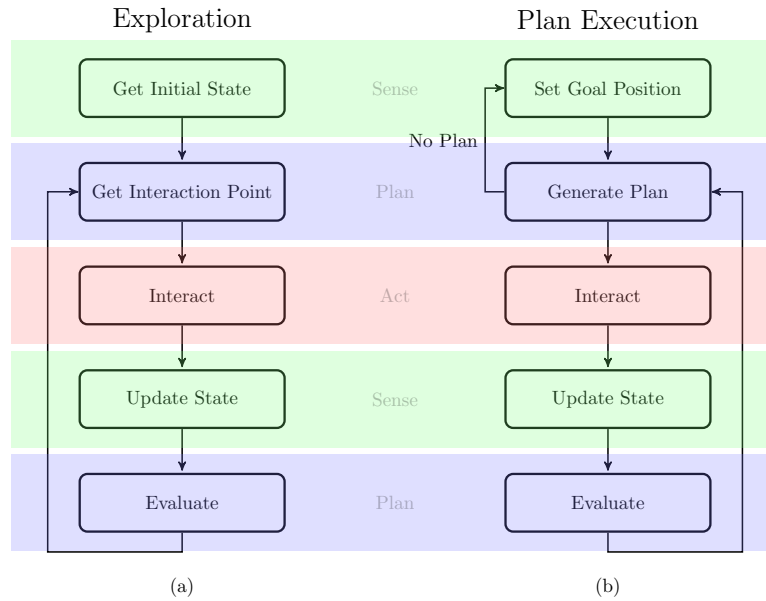 Exploration
Plan Execution
Get Initial State
Sense
Set Goal Position
No Plan
Get Interaction Point
Plan
Generate Plan
Interact
Act
Interact
Update State
Sense
Update State
Evaluate
Plan
Evaluate
(a)
(b)